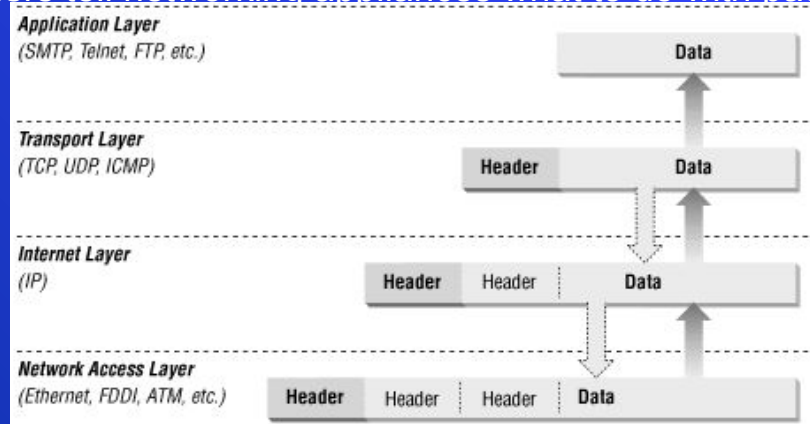 Application Layer
(SMTP, Telnet, FTP, etc.)
Data
Transport Layer
(TCP, UDP, ICMP)
Header Data
Internet Layer
(IP)
Header Header Data
Network Access Layer
(Ethernet, FDDI, ATM, etc.)
Header Header Header Data